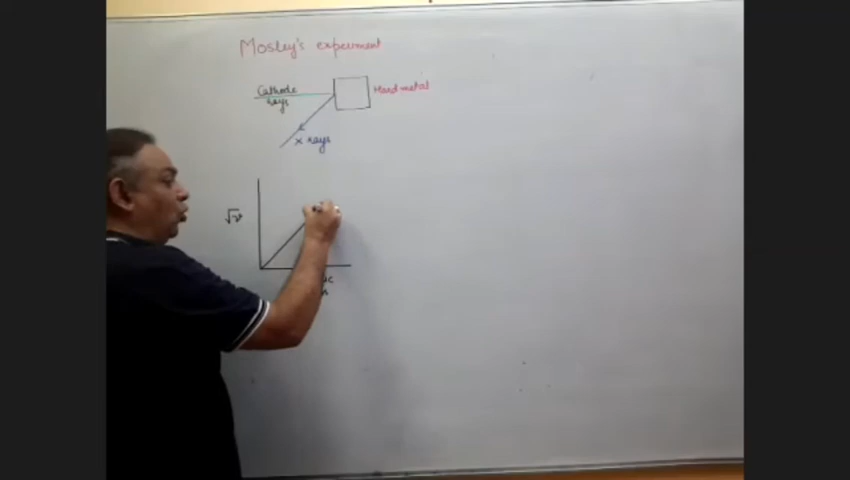 Mosley's experiment
Cathode
rays
Hard metal
X rays
√ν